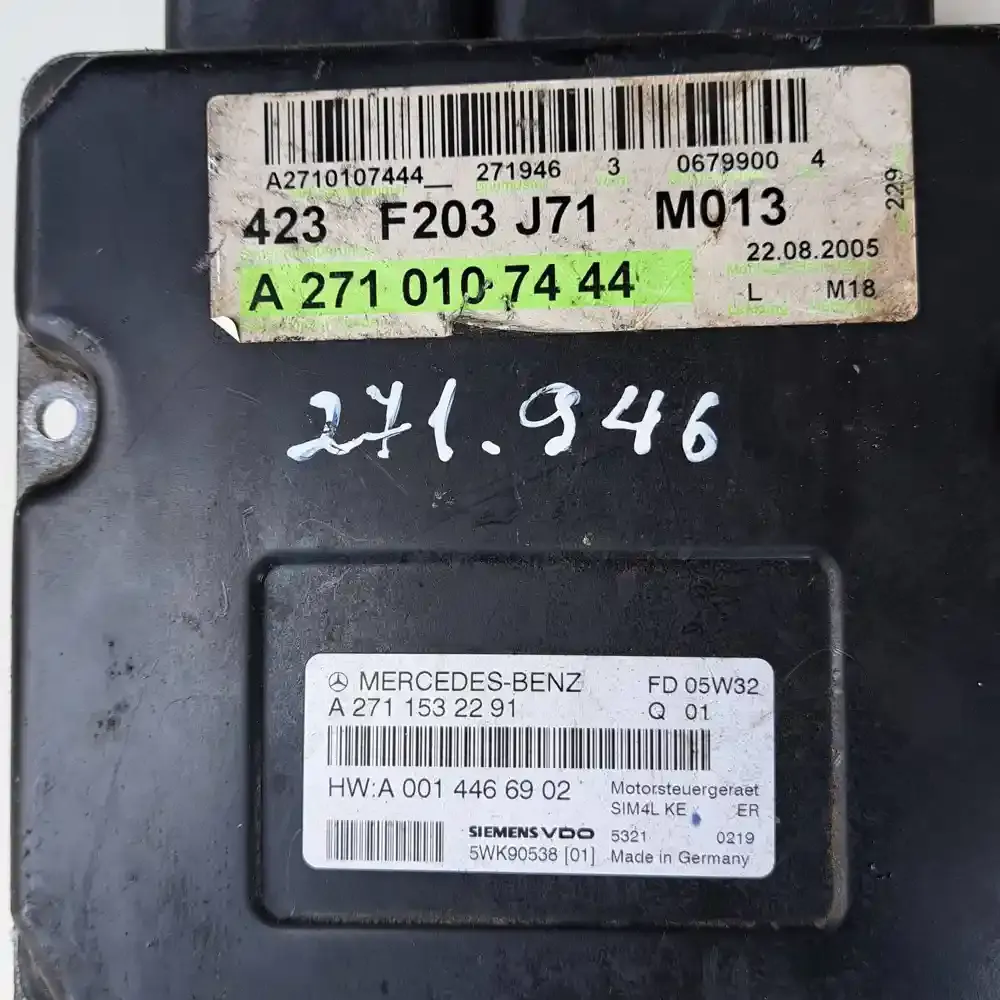 A2710107444__ 271946 3 0679900 4
423 F203 J71 M013
229
22.08.2005
A 271 010 74 44
L M18
271.946
MERCEDES-BENZ FD 05W32
A 271 153 22 91 Q 01
HW:A 001 446 69 02 Motorsteuergeraet
SIM4L KE ER
SIEMENS VDO 5321 0219
5WK90538 [01] Made in Germany